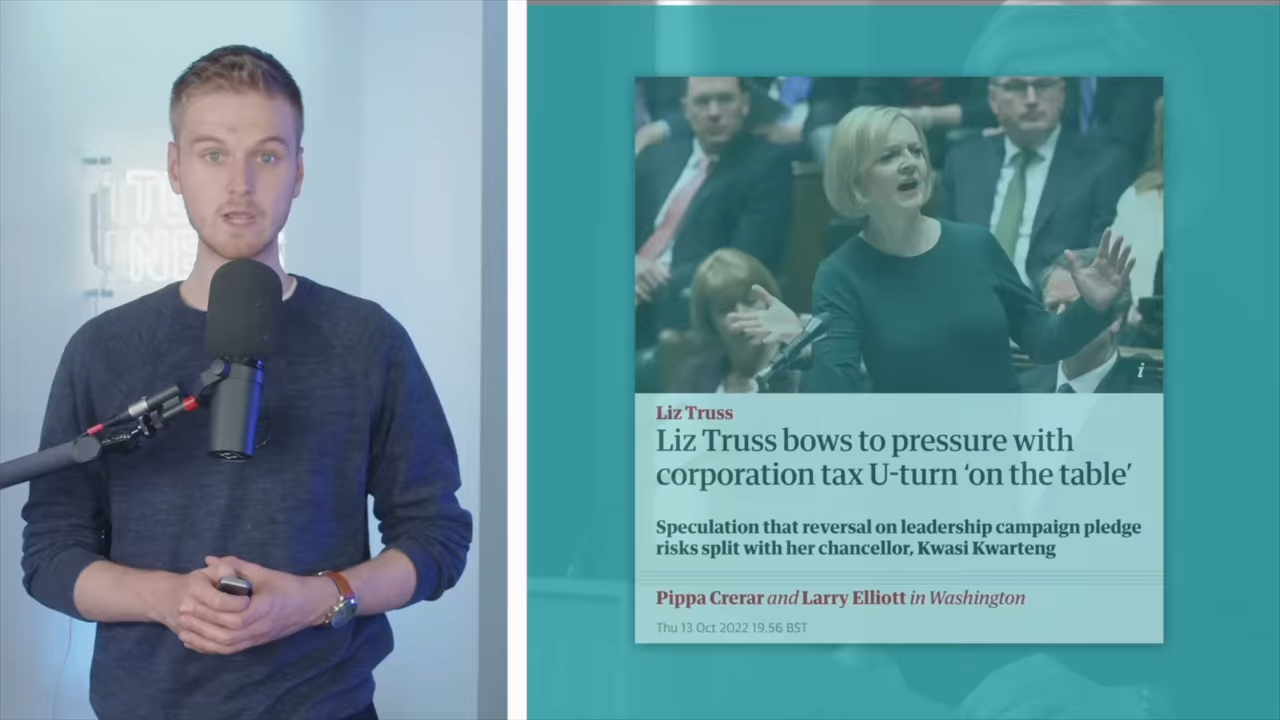 Liz Truss
Liz Truss bows to pressure with
corporation tax U-turn ‘on the table’
Speculation that reversal on leadership campaign pledge
risks split with her chancellor, Kwasi Kwarteng
Pippa Crerar and Larry Elliott in Washington
Thu 13 Oct 2022 19.56 BST